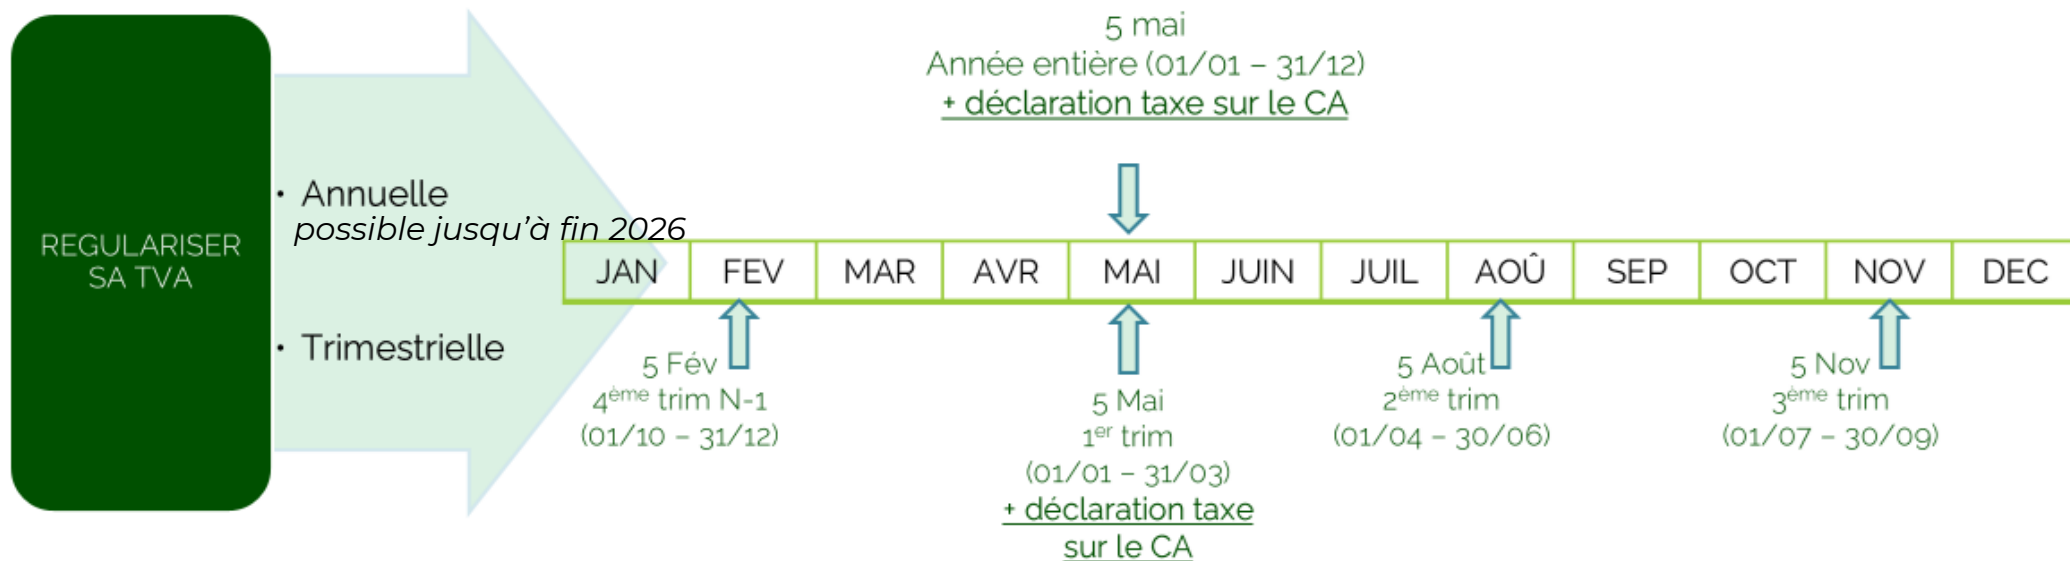 REGULARISER
SA TVA
• Annuelle
possible jusqu’à fin 2026
• Trimestrielle
5 mai
Année entière (01/01 – 31/12)
+ déclaration taxe sur le CA
JAN FEV MAR AVR MAI JUIN JUIL AOÛ SEP OCT NOV DEC
5 Fév
4ème trim N-1
(01/10 – 31/12)
5 Mai
1er trim
(01/01 – 31/03)
+ déclaration taxe
sur le CA
5 Août
2ème trim
(01/04 – 30/06)
5 Nov
3ème trim
(01/07 – 30/09)